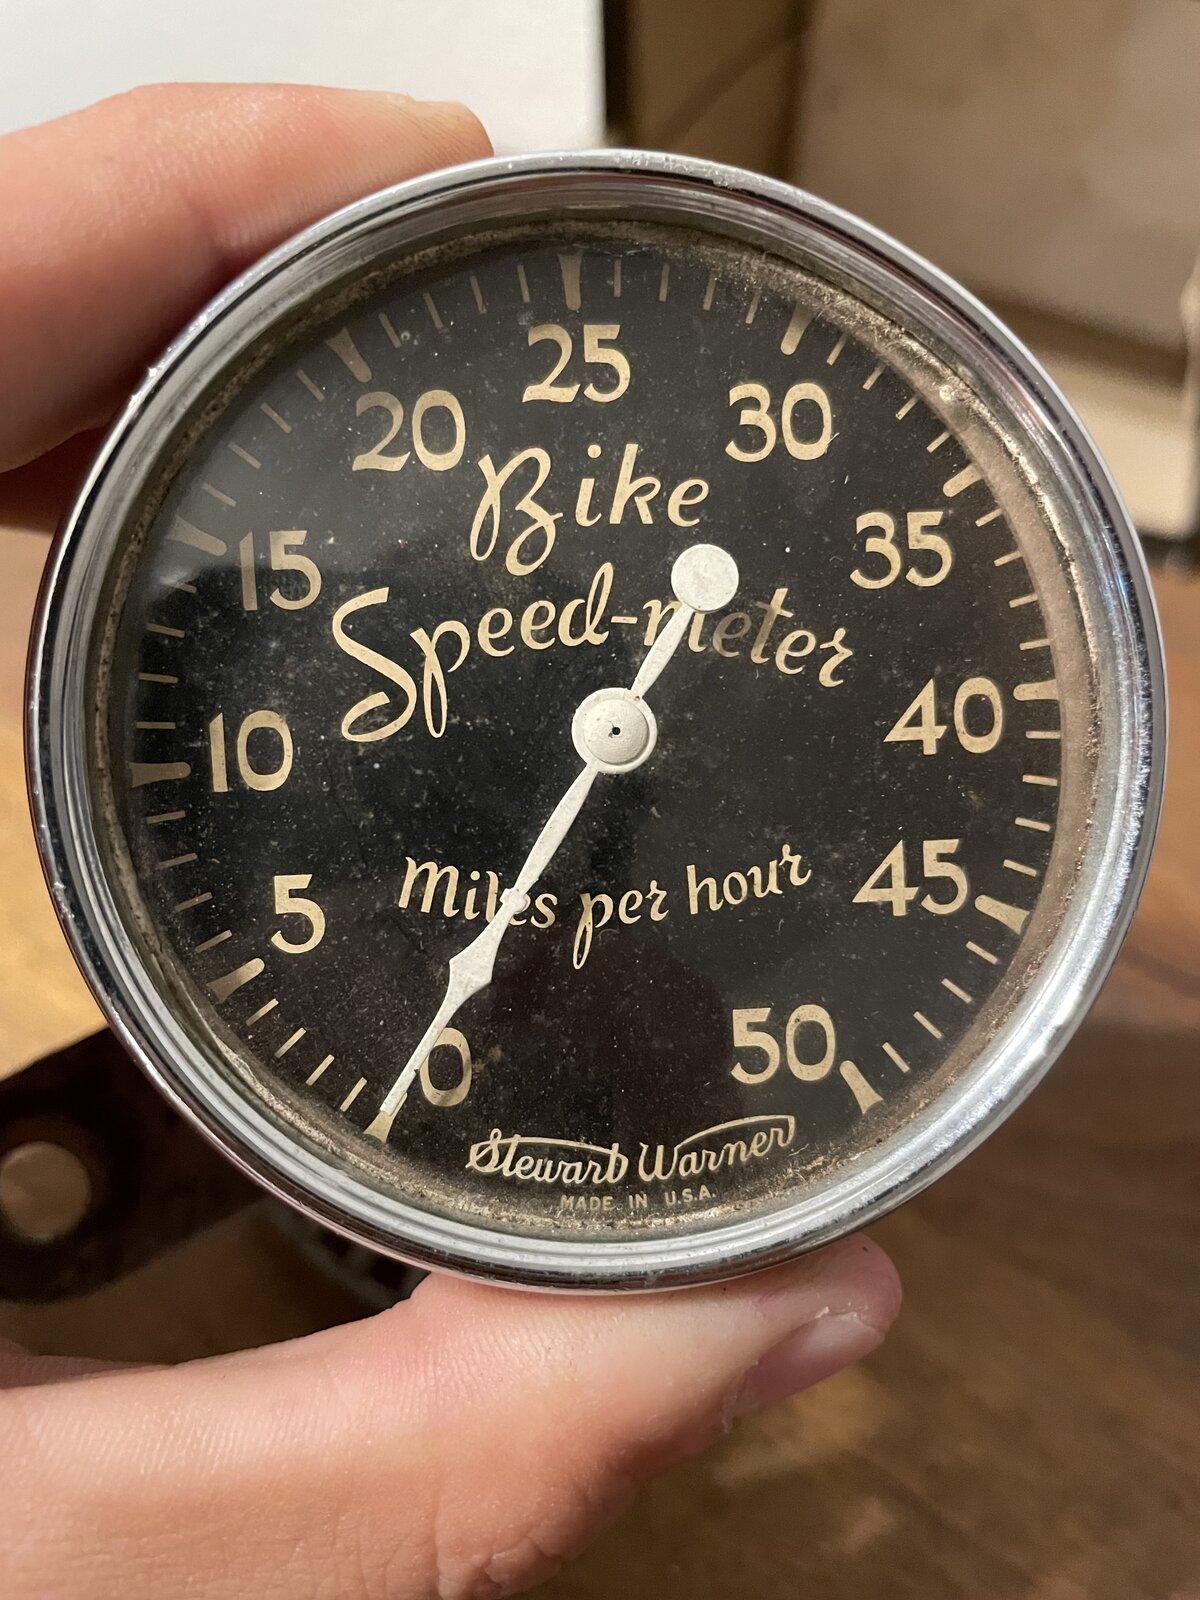 25
20
30
Bike
15
35
Speed-meter
10
40
5
Miles per hour
45
0
50
Stewart Warner
MADE IN U.S.A.